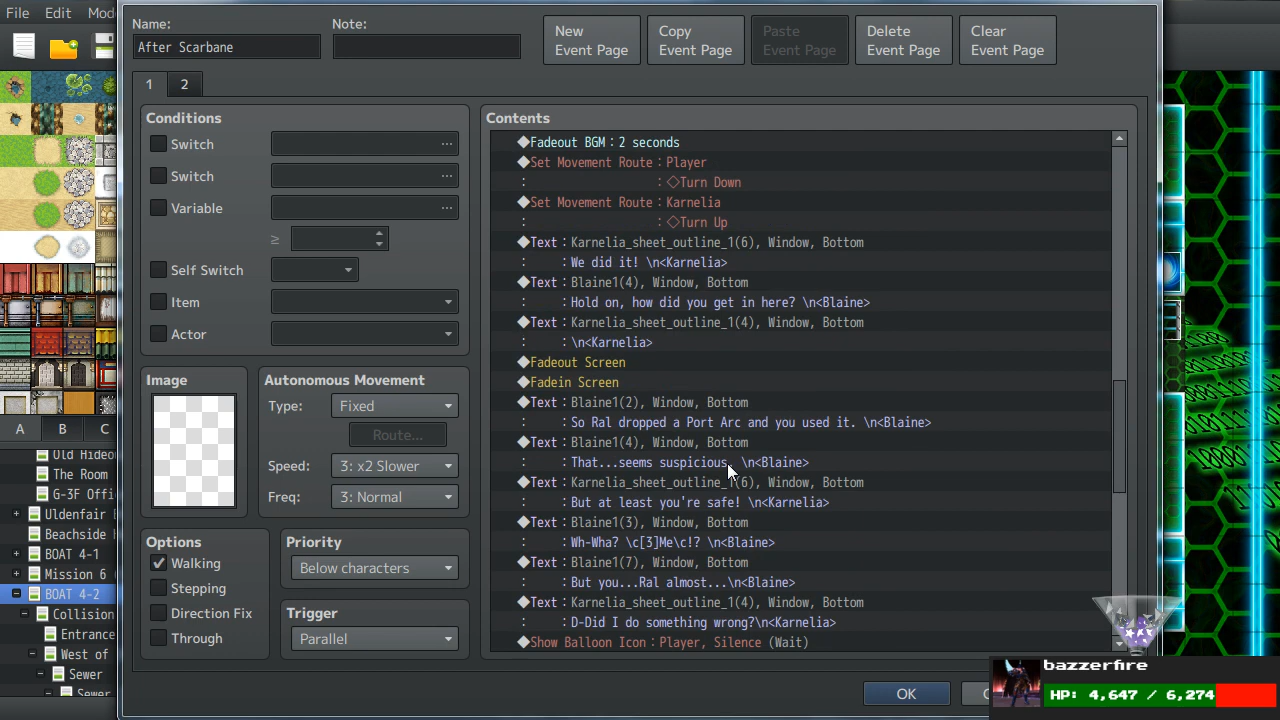 File Edit Mod
Name:
Note:
After Scarbane
New
Event Page
Copy
Event Page
Paste
Event Page
Delete
Event Page
Clear
Event Page
1 2
Conditions
Switch ...
Switch ...
Variable ...
≥
Self Switch
Item
Actor
Image
Autonomous Movement
Type: Fixed
Route...
Speed: 3: x2 Slower
Freq: 3: Normal
Options
Walking
Stepping
Direction Fix
Through
Priority
Below characters
Trigger
Parallel
Contents
◆Fadeout BGM : 2 seconds
◆Set Movement Route : Player
: : ◇Turn Down
◆Set Movement Route : Karnelia
: : ◇Turn Up
◆Text : Karnelia_sheet_outline_1(6), Window, Bottom
: : We did it! \n<Karnelia>
◆Text : Blaine1(4), Window, Bottom
: : Hold on, how did you get in here? \n<Blaine>
◆Text : Karnelia_sheet_outline_1(4), Window, Bottom
: : \n<Karnelia>
◆Fadeout Screen
◆Fadein Screen
◆Text : Blaine1(2), Window, Bottom
: : So Ral dropped a Port Arc and you used it. \n<Blaine>
◆Text : Blaine1(4), Window, Bottom
: : That...seems suspicious. \n<Blaine>
◆Text : Karnelia_sheet_outline_1(6), Window, Bottom
: : But at least you're safe! \n<Karnelia>
◆Text : Blaine1(3), Window, Bottom
: : Wh-Wha? \c[3]Me\c!? \n<Blaine>
◆Text : Blaine1(7), Window, Bottom
: : But you...Ral almost...\n<Blaine>
◆Text : Karnelia_sheet_outline_1(4), Window, Bottom
: : D-Did I do something wrong?\n<Karnelia>
◆Show Balloon Icon : Player, Silence (Wait)
OK
A B C
Old Hideo
The Room
G-3F Offi
Uldenfair
Beachside
BOAT 4-1
Mission 6
BOAT 4-2
Collision
Entrance
West of
Sewer
Sewer
bazzerfire
HP: 4,647 / 6,274